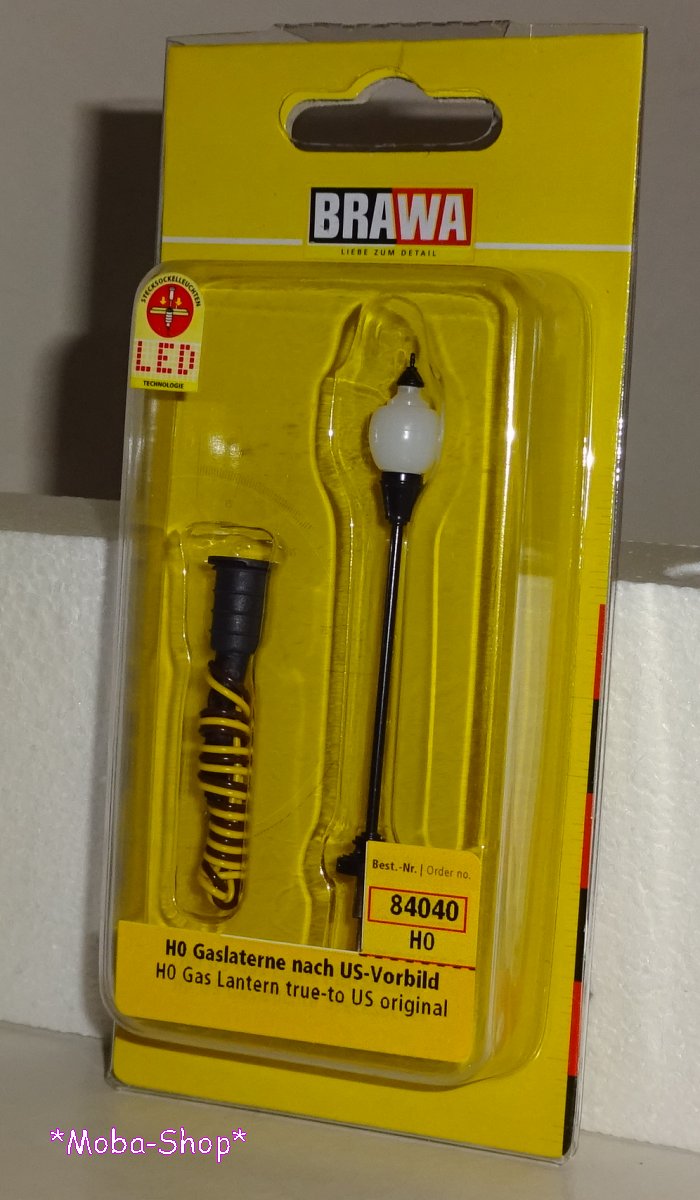 BRAWA
LIEBE ZUM DETAIL
STECKSOCKELLEUCHTEN
LED
TECHNOLOGIE
Best.-Nr. | Order no.
84040
H0
H0 Gaslaterne nach US-Vorbild
H0 Gas Lantern true-to US original
*Moba-Shop*